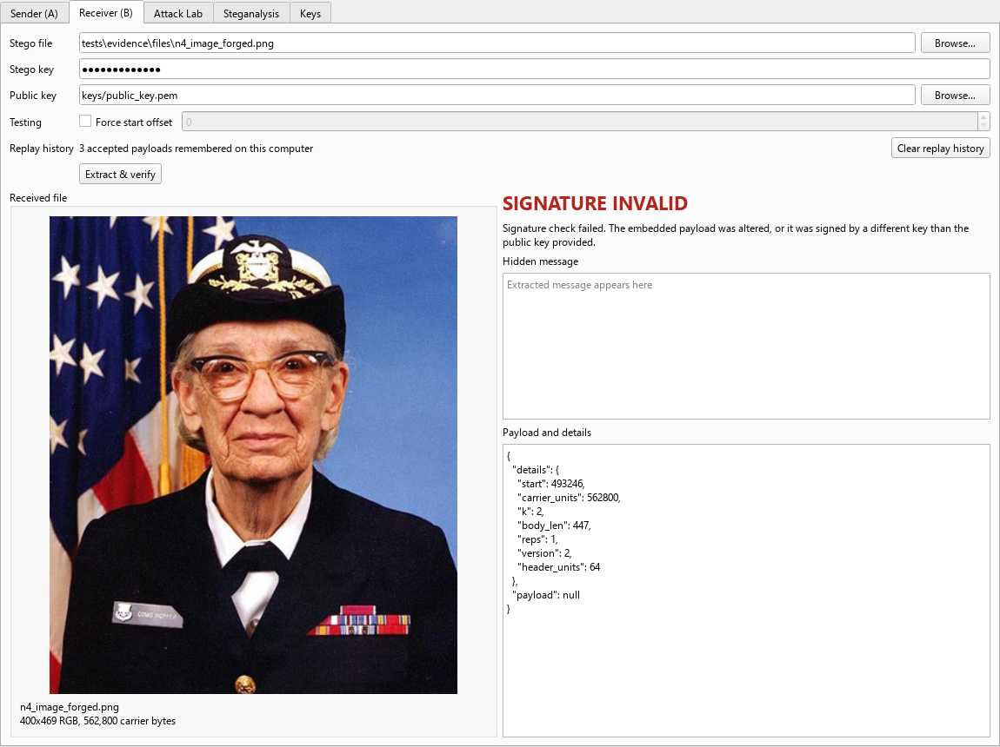 Sender (A) Receiver (B) Attack Lab Steganalysis Keys
Stego file tests\evidence\files\n4_image_forged.png Browse...
Stego key ●●●●●●●●●●●●●
Public key keys/public_key.pem Browse...
Testing Force start offset 0
Replay history 3 accepted payloads remembered on this computer Clear replay history
Extract & verify
Received file
COMO HOPPER
n4_image_forged.png
400x469 RGB, 562,800 carrier bytes
SIGNATURE INVALID
Signature check failed. The embedded payload was altered, or it was signed by a different key than the
public key provided.
Hidden message
Extracted message appears here
Payload and details
{
"details": {
"start": 493246,
"carrier_units": 562800,
"k": 2,
"body_len": 447,
"reps": 1,
"version": 2,
"header_units": 64
},
"payload": null
}